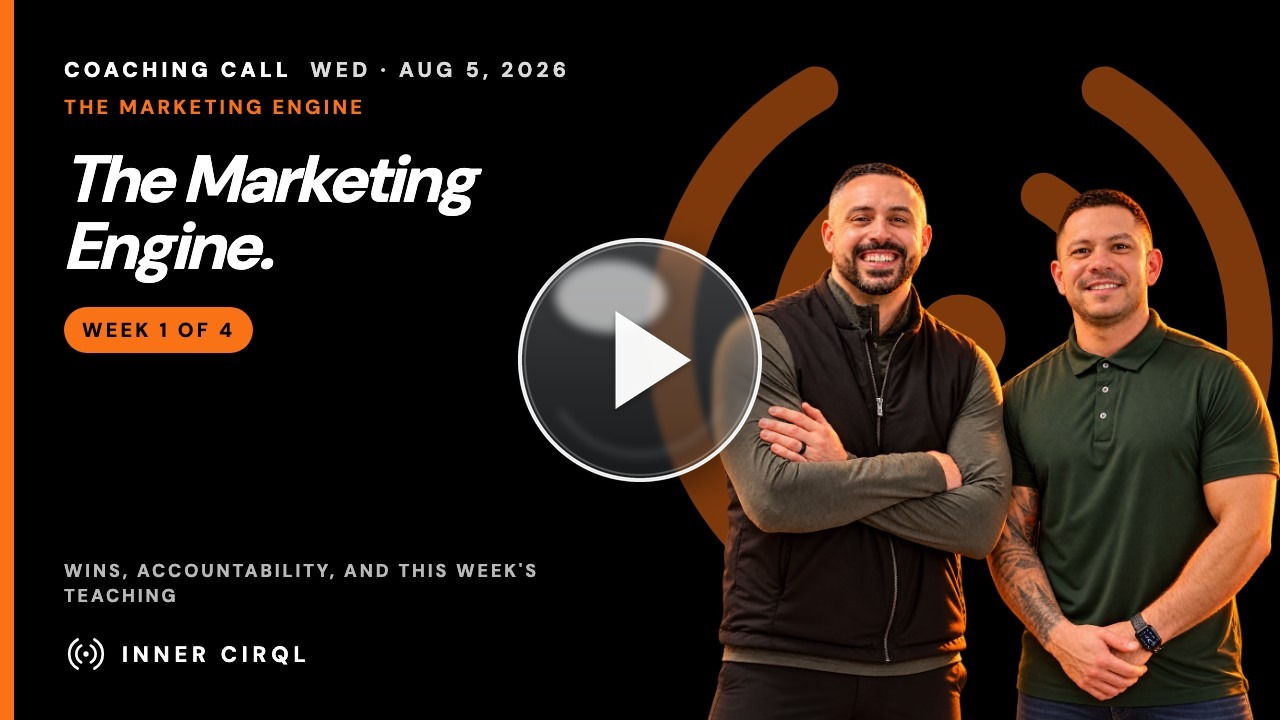 COACHING CALL WED · AUG 5, 2026
THE MARKETING ENGINE
The Marketing
Engine.
WEEK 1 OF 4
WINS, ACCOUNTABILITY, AND THIS WEEK'S
TEACHING
INNER CIRQL